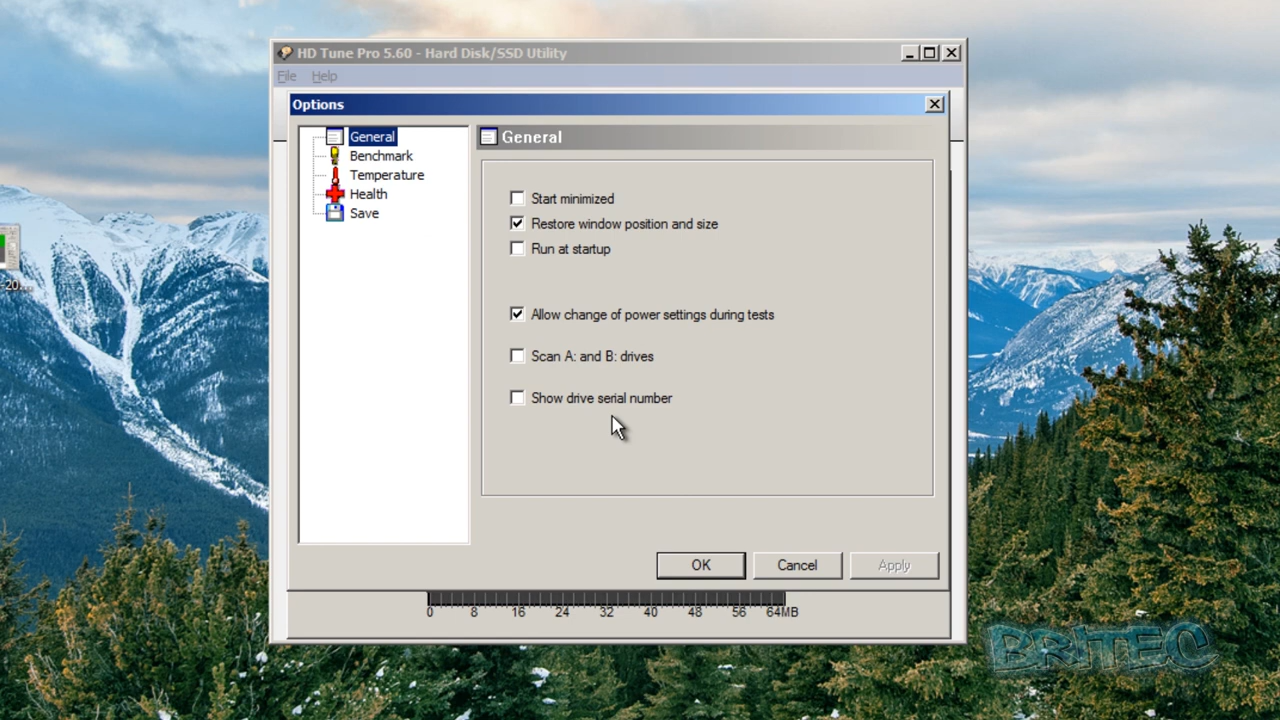 HD Tune Pro 5.60 - Hard Disk/SSD Utility
File Help
Options
General
Benchmark
Temperature
Health
Save
General
Start minimized
Restore window position and size
Run at startup
Allow change of power settings during tests
Scan A: and B: drives
Show drive serial number
OK Cancel Apply
0 8 16 24 32 40 48 56 64MB
-20...
BRITEC